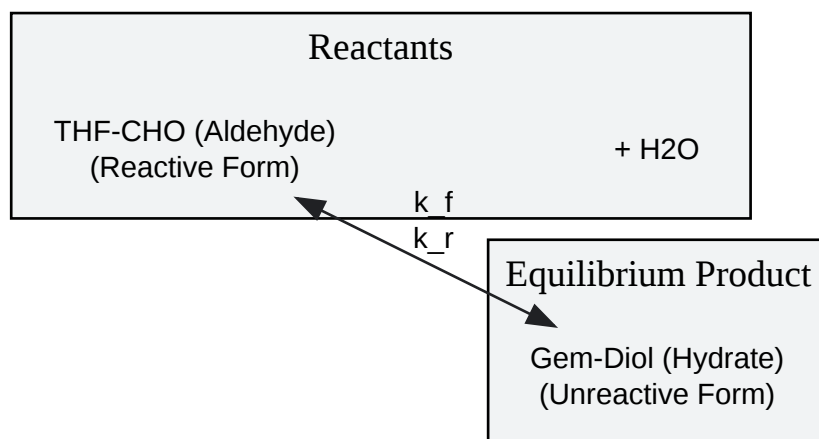 Reactants
THF-CHO (Aldehyde)
(Reactive Form)
+ H2O
k_f
k_r
Equilibrium Product
Gem-Diol (Hydrate)
(Unreactive Form)